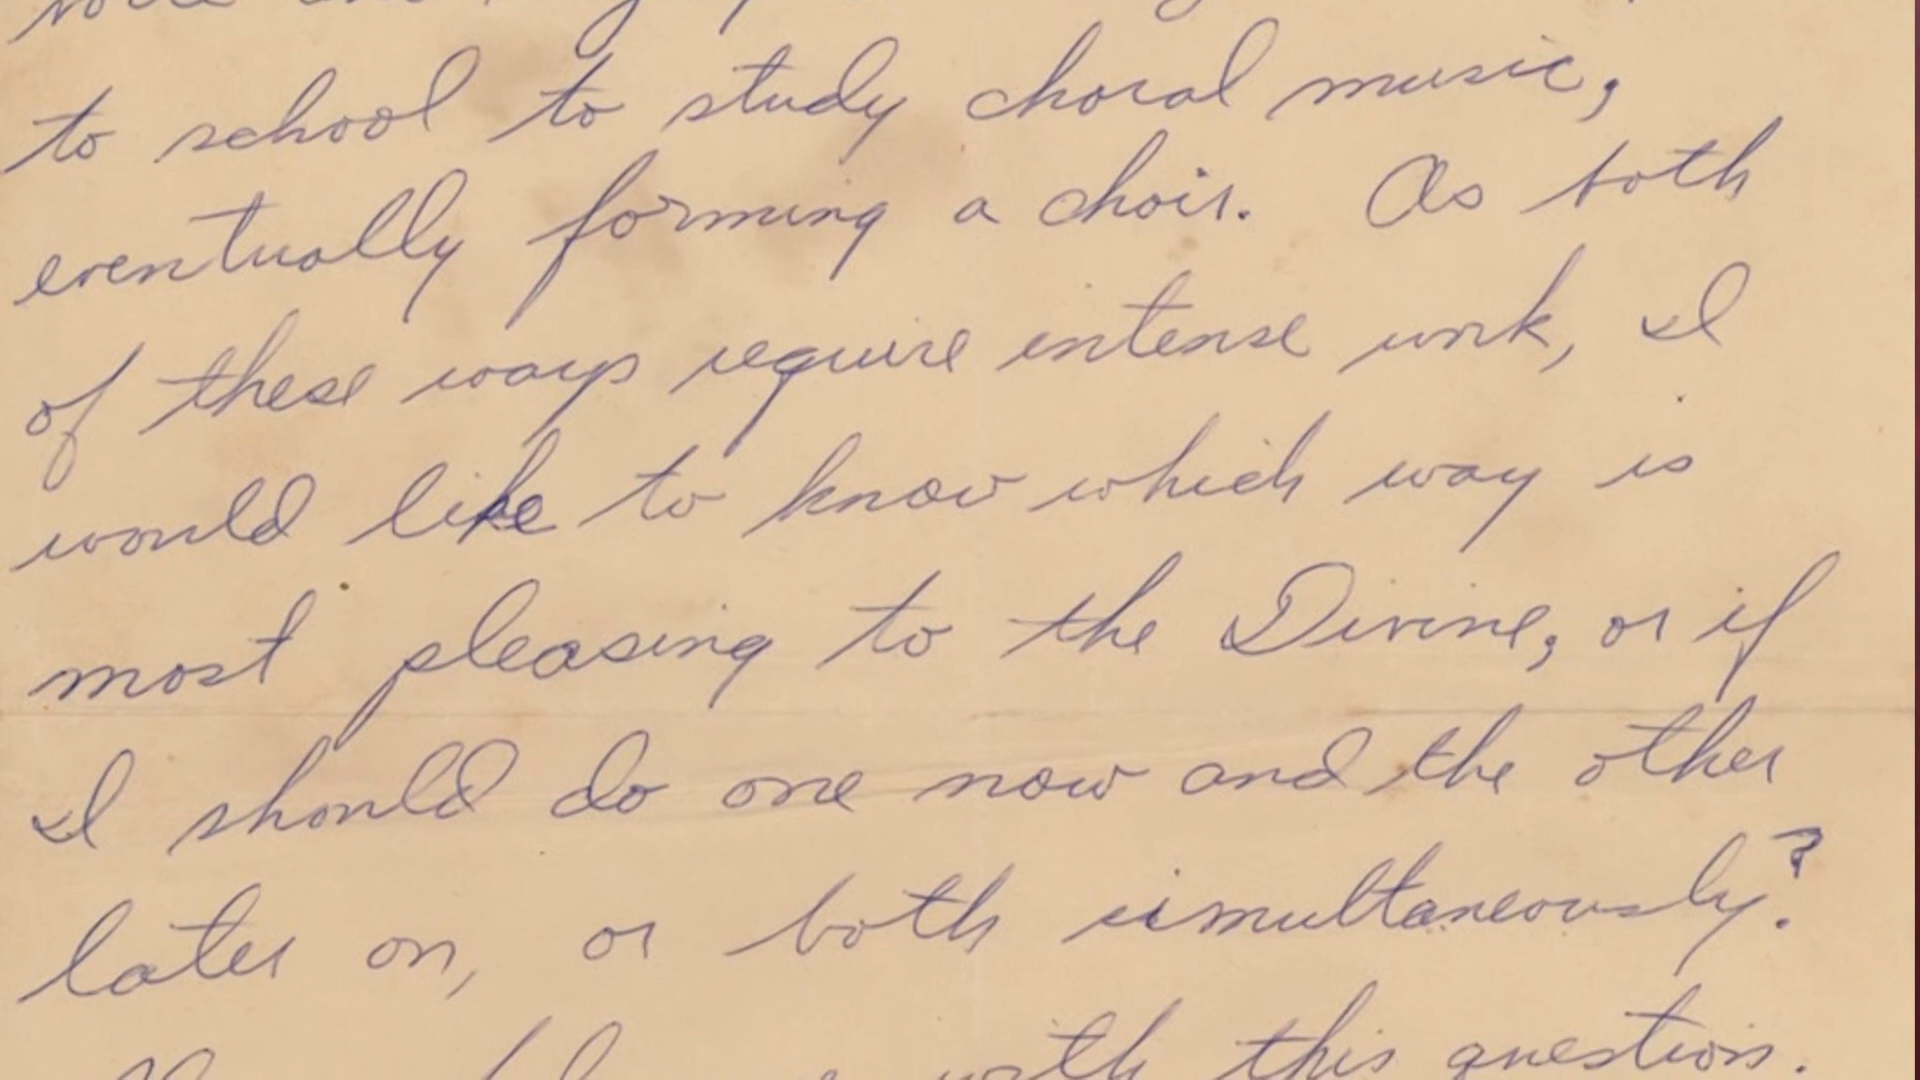 to school to study choral music,
eventually forming a choir. As both
of these ways require intense work, I
would like to know which way is
most pleasing to the Divine, or if
I should do one now and the other
later on, or both simultaneously?
with this question.